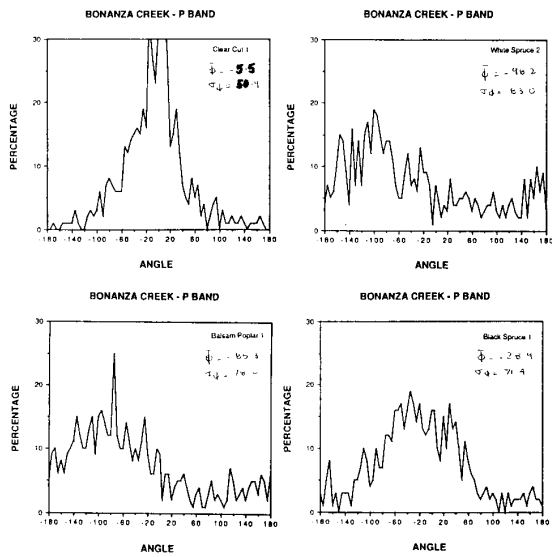 BONANZA CREEK - P BAND
Clear Cut 1
PERCENTAGE
30
20
10
0
-180 -140 -100 -60 -20 20 60 100 140 180
ANGLE
BONANZA CREEK - P BAND
White Spruce 2
PERCENTAGE
30
20
10
0
-180 -140 -100 -60 -20 20 60 100 140 180
ANGLE
BONANZA CREEK - P BAND
Balsam Poplar 1
PERCENTAGE
30
20
10
0
-180 -140 -100 -60 -20 20 60 100 140 180
ANGLE
BONANZA CREEK - P BAND
Black Spruce 1
PERCENTAGE
30
20
10
0
-180 -140 -100 -60 -20 20 60 100 140 180
ANGLE